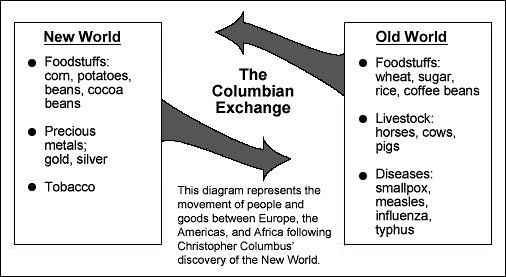 New World
Foodstuffs:
corn, potatoes,
beans, cocoa
beans
Precious
metals;
gold, silver
Tobacco
The
Columbian
Exchange
This diagram represents the
movement of people and
goods between Europe, the
Americas, and Africa following
Christopher Columbus'
discovery of the New World.
Old World
Foodstuffs:
wheat, sugar,
rice, coffee beans
Livestock:
horses, cows,
pigs
Diseases:
smallpox,
measles,
influenza,
typhus